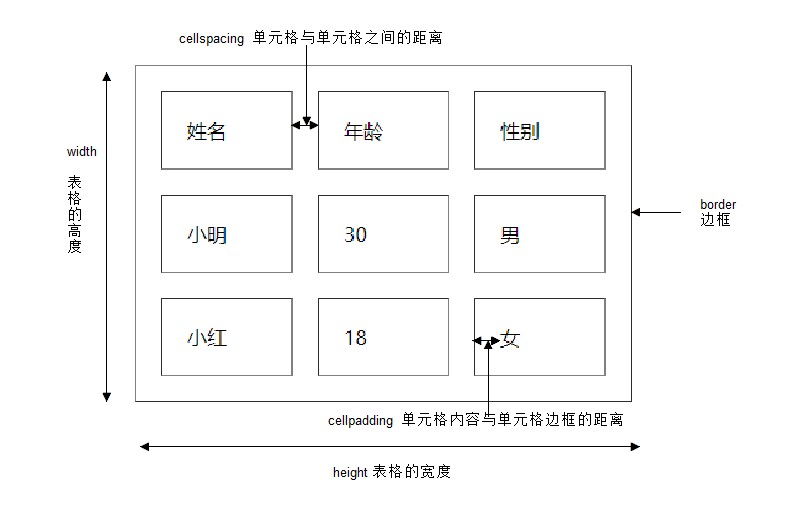 cellspacing 单元格与单元格之间的距离
姓名 年龄 性别
width
表格的高度
小明 30 男
border
边框
小红 18 女
cellpadding 单元格内容与单元格边框的距离
height 表格的宽度